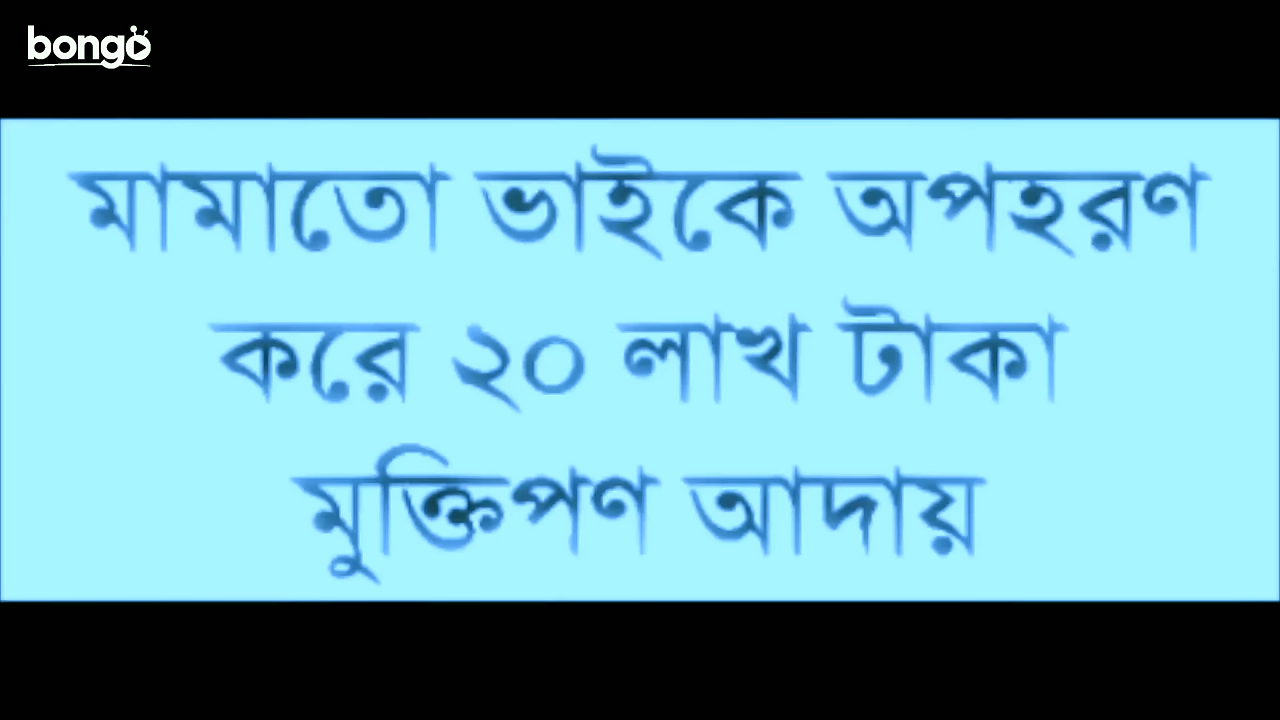 bongo
মামাতো ভাইকে অপহরণ
করে ২০ লাখ টাকা
মুক্তিপণ আদায়